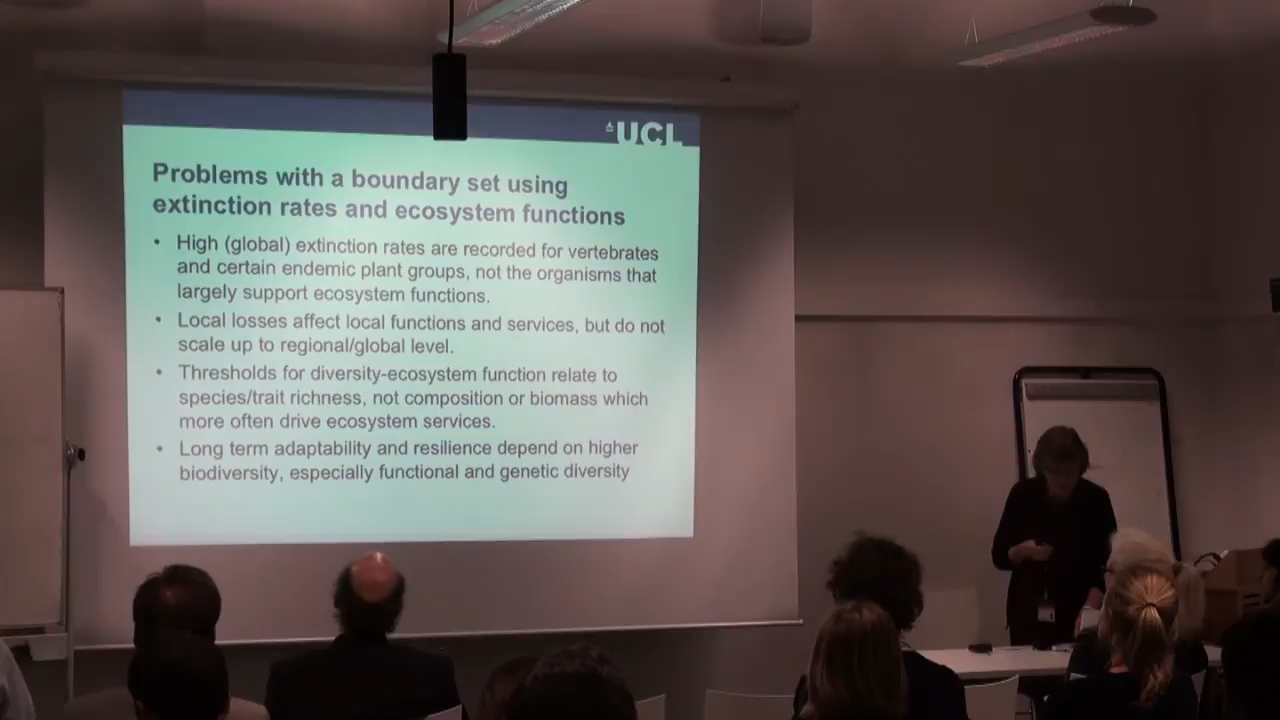 UCL
Problems with a boundary set using
extinction rates and ecosystem functions
• High (global) extinction rates are recorded for vertebrates
and certain endemic plant groups, not the organisms that
largely support ecosystem functions.
• Local losses affect local functions and services, but do not
scale up to regional/global level.
• Thresholds for diversity-ecosystem function relate to
species/trait richness, not composition or biomass which
more often drive ecosystem services.
• Long term adaptability and resilience depend on higher
biodiversity, especially functional and genetic diversity